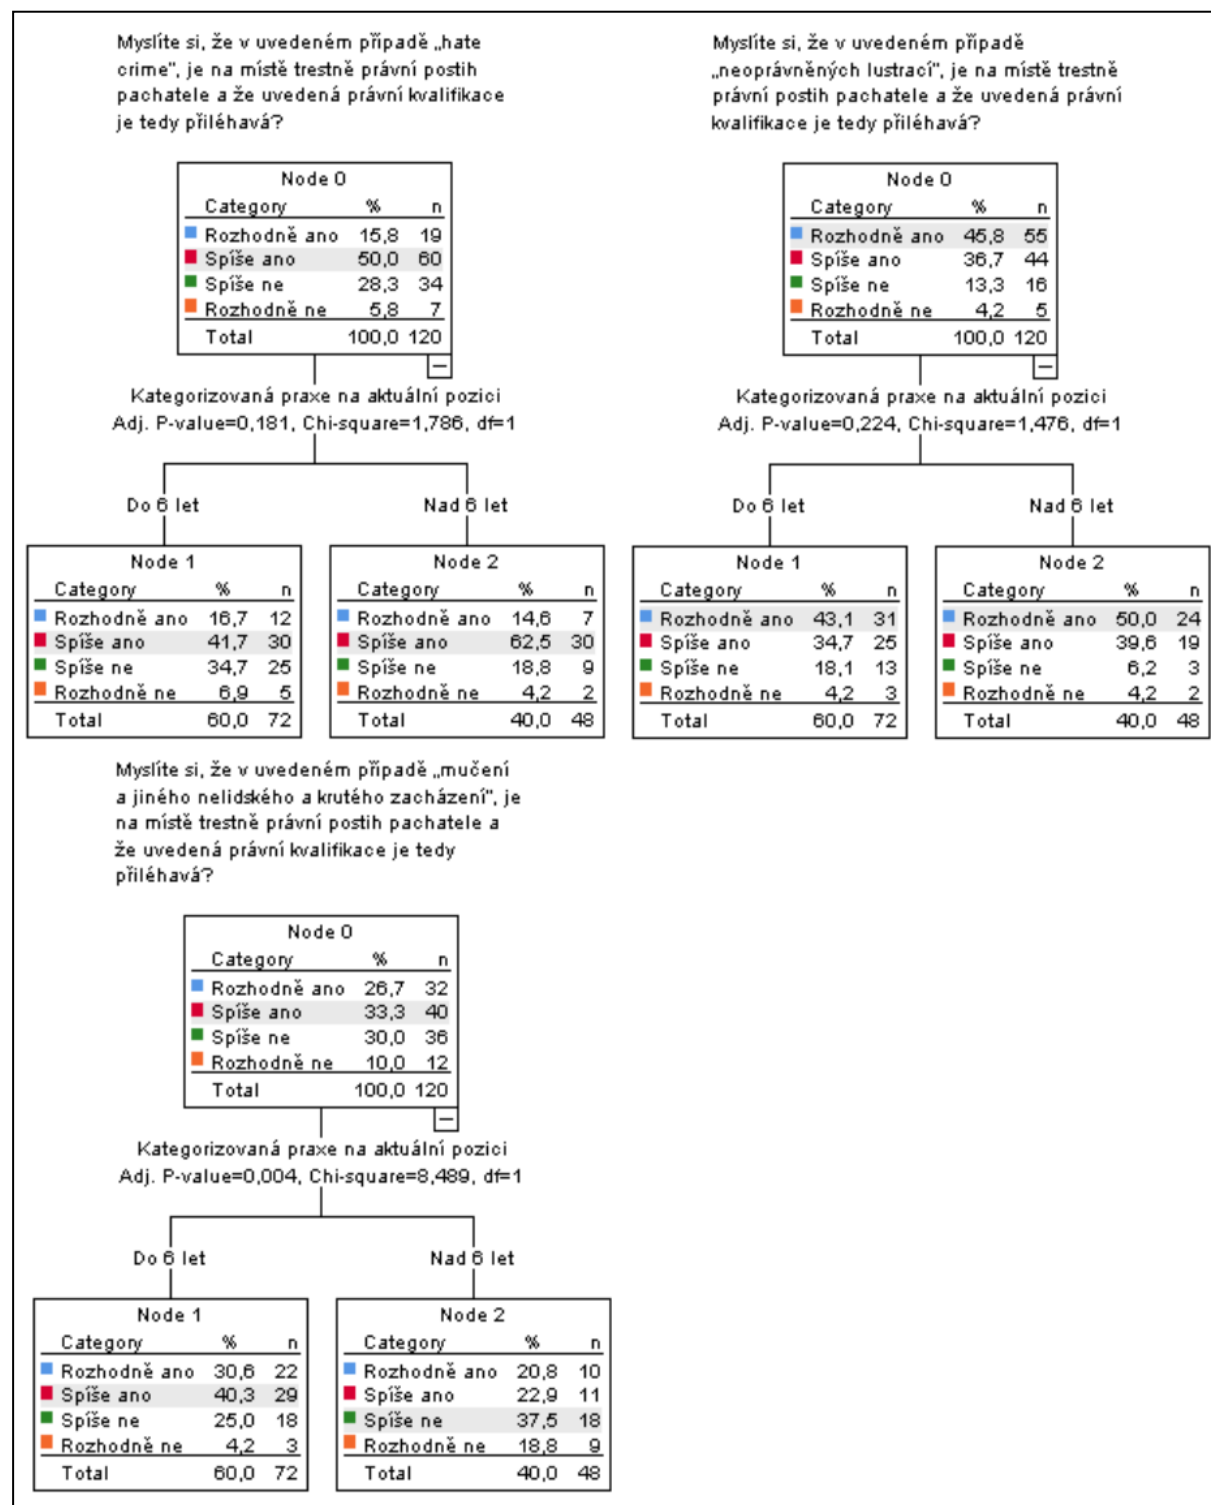 Myslíte si, že v uvedeném případě „hate
crime", je na místě trestně právní postih
pachatele a že uvedená právní kvalifikace
je tedy přiléhavá?
Node 0
Category % n
Rozhodně ano 15,8 19
Spíše ano 50,0 60
Spíše ne 28,3 34
Rozhodně ne 5,8 7
Total 100,0 120
Kategorizovaná praxe na aktuální pozici
Adj. P-value=0,181, Chi-square=1,786, df=1
Do 6 let
Nad 6 let
Node 1
Category % n
Rozhodně ano 16,7 12
Spíše ano 41,7 30
Spíše ne 34,7 25
Rozhodně ne 6,9 5
Total 60,0 72
Node 2
Category % n
Rozhodně ano 14,6 7
Spíše ano 62,5 30
Spíše ne 18,8 9
Rozhodně ne 4,2 2
Total 40,0 48
Myslíte si, že v uvedeném případě
„neoprávněných lustrací", je na místě trestně
právní postih pachatele a že uvedená právní
kvalifikace je tedy přiléhavá?
Node 0
Category % n
Rozhodně ano 45,8 55
Spíše ano 36,7 44
Spíše ne 13,3 16
Rozhodně ne 4,2 5
Total 100,0 120
Kategorizovaná praxe na aktuální pozici
Adj. P-value=0,224, Chi-square=1,476, df=1
Do 6 let
Nad 6 let
Node 1
Category % n
Rozhodně ano 43,1 31
Spíše ano 34,7 25
Spíše ne 18,1 13
Rozhodně ne 4,2 3
Total 60,0 72
Node 2
Category % n
Rozhodně ano 50,0 24
Spíše ano 39,6 19
Spíše ne 6,2 3
Rozhodně ne 4,2 2
Total 40,0 48
Myslíte si, že v uvedeném případě „mučení
a jiného nelidského a krutého zacházení", je
na místě trestně právní postih pachatele a
že uvedená právní kvalifikace je tedy
přiléhavá?
Node 0
Category % n
Rozhodně ano 26,7 32
Spíše ano 33,3 40
Spíše ne 30,0 36
Rozhodně ne 10,0 12
Total 100,0 120
Kategorizovaná praxe na aktuální pozici
Adj. P-value=0,004, Chi-square=8,489, df=1
Do 6 let
Nad 6 let
Node 1
Category % n
Rozhodně ano 30,6 22
Spíše ano 40,3 29
Spíše ne 25,0 18
Rozhodně ne 4,2 3
Total 60,0 72
Node 2
Category % n
Rozhodně ano 20,8 10
Spíše ano 22,9 11
Spíše ne 37,5 18
Rozhodně ne 18,8 9
Total 40,0 48